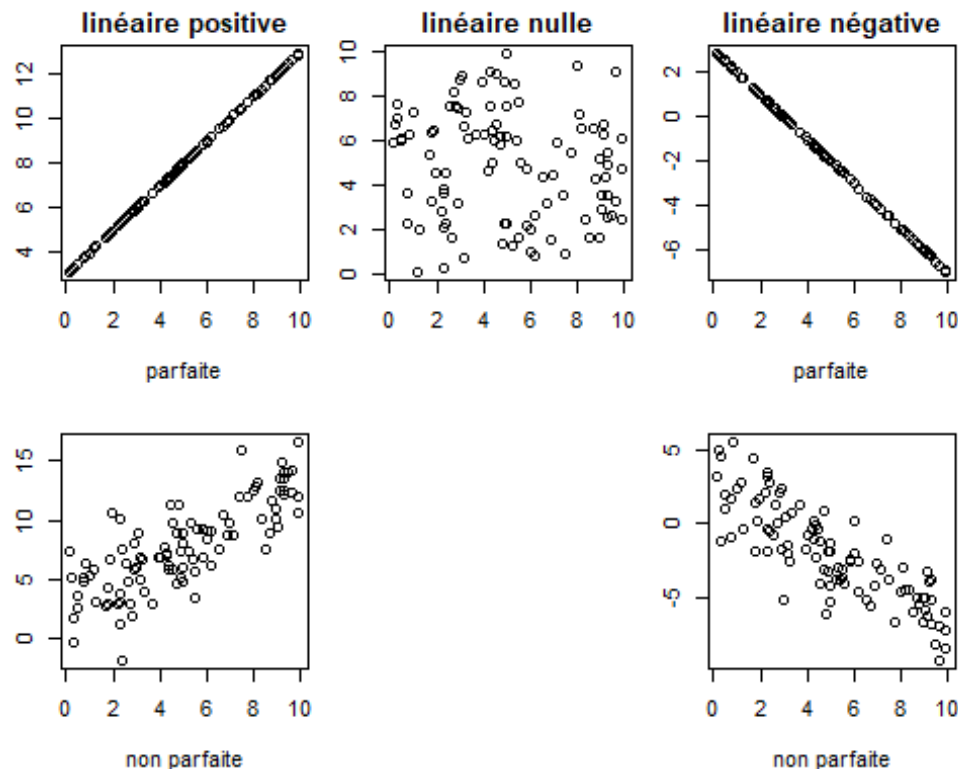 linéaire positive
linéaire nulle
linéaire négative
4 6 8 10 12
0 2 4 6 8 10
-6 -4 -2 0 2
0 2 4 6 8 10
0 2 4 6 8 10
0 2 4 6 8 10
parfaite
parfaite
0 5 10 15
-5 0 5
0 2 4 6 8 10
0 2 4 6 8 10
non parfaite
non parfaite